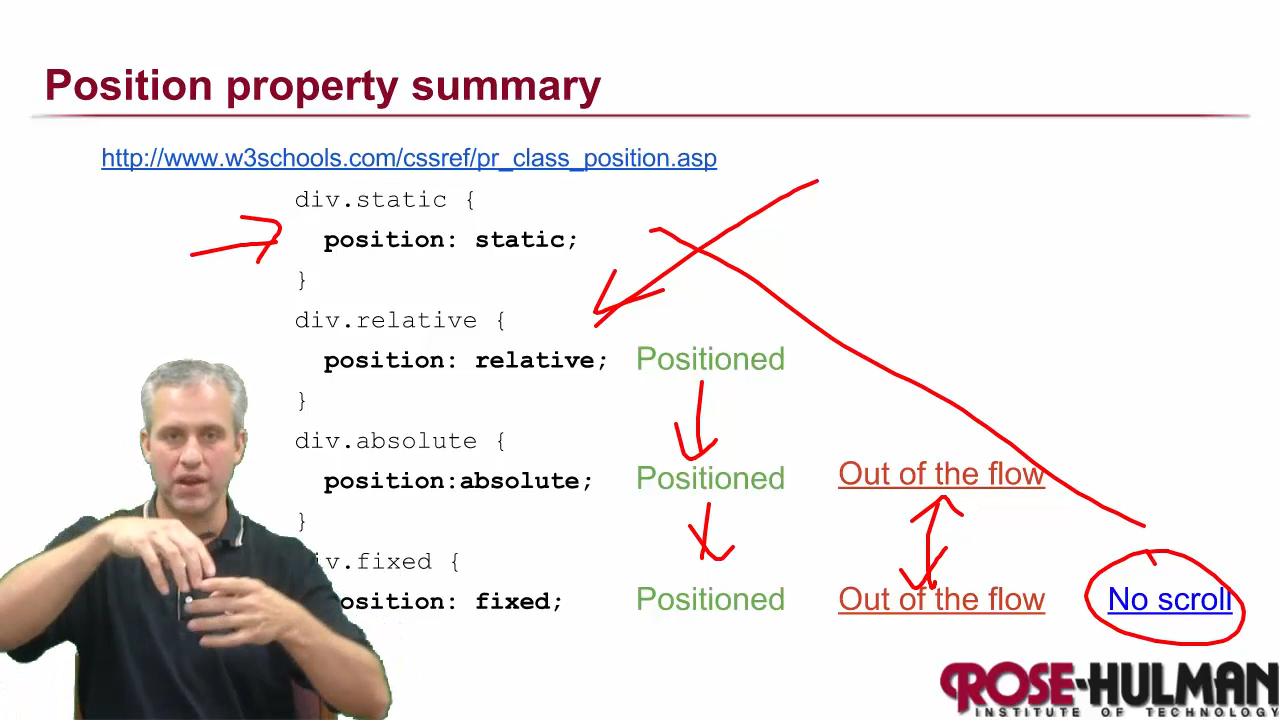 Position property summary
http://www.w3schools.com/cssref/pr_class_position.asp
div.static {
position: static;
}
div.relative {
position: relative; Positioned
}
div.absolute {
position:absolute; Positioned Out of the flow
}
div.fixed {
position: fixed; Positioned Out of the flow No scroll
ROSE-HULMAN
INSTITUTE OF TECHNOLOGY